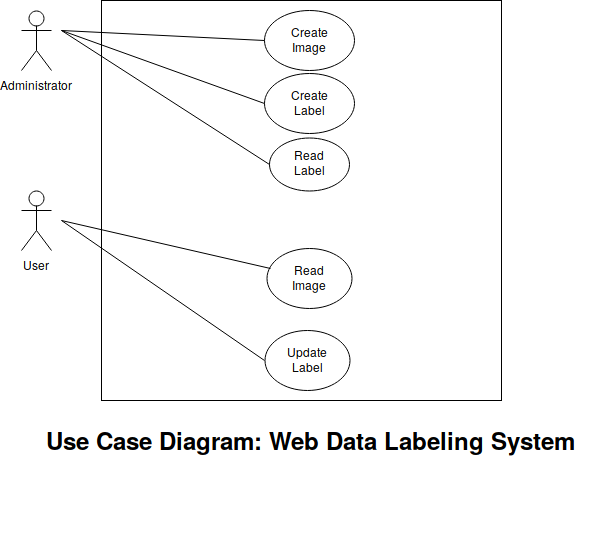 Create
Image
Administrator
Create
Label
Read
Label
User
Read
Image
Update
Label
Use Case Diagram: Web Data Labeling System